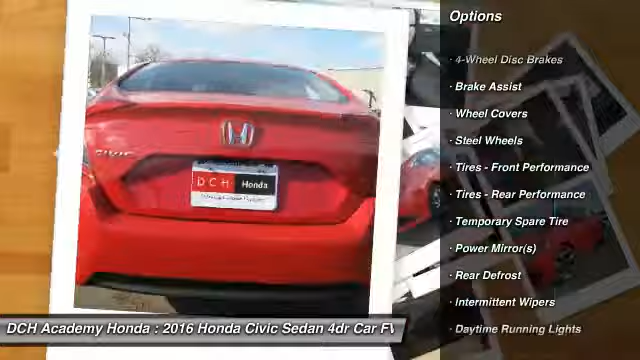 Options
· 4-Wheel Disc Brakes
· Brake Assist
· Wheel Covers
· Steel Wheels
· Tires - Front Performance
· Tires - Rear Performance
· Temporary Spare Tire
· Power Mirror(s)
· Rear Defrost
· Intermittent Wipers
· Daytime Running Lights
CIVIC
DCH Honda
DCH Academy Honda : 2016 Honda Civic Sedan 4dr Car